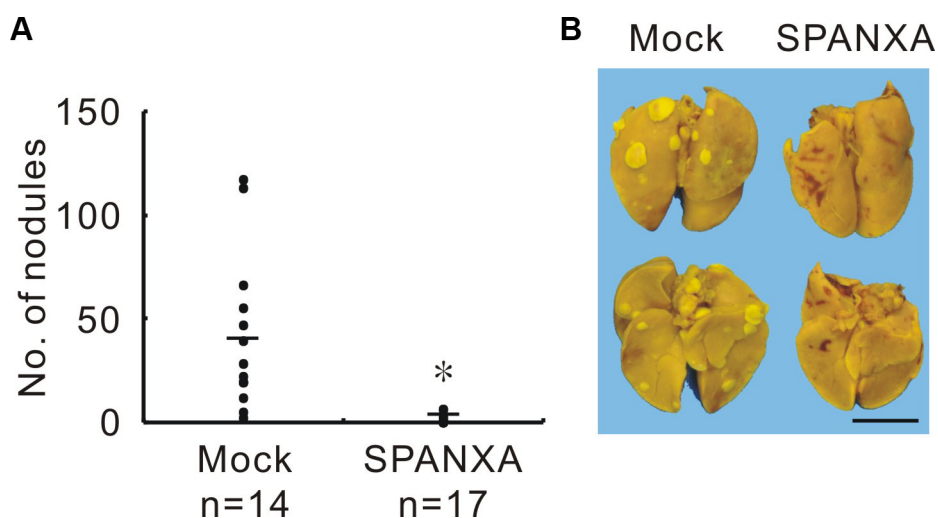 A
No. of nodules
150
100
50
0
*
Mock
n=14
SPANXA
n=17
B
Mock
SPANXA